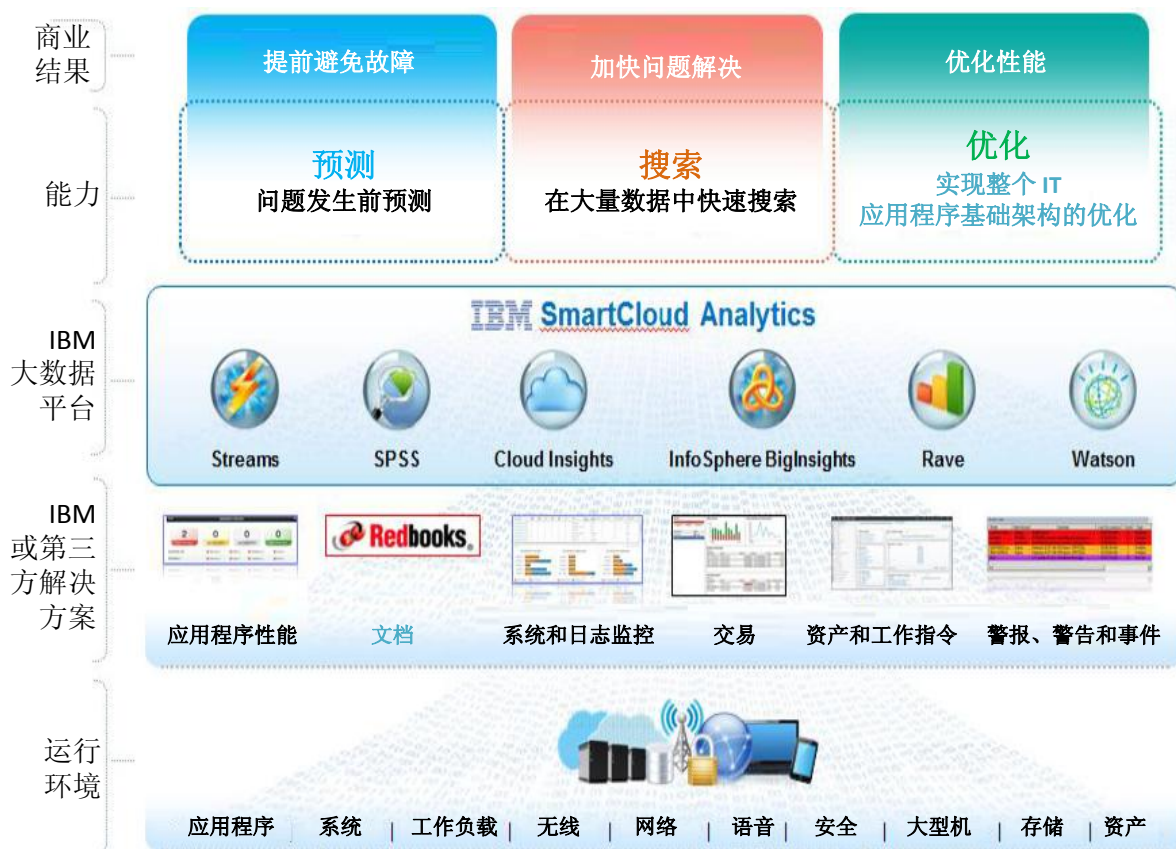 商业
结果
提前避免故障
加快问题解决
优化性能
能力
预测
问题发生前预测
搜索
在大量数据中快速搜索
优化
实现整个 IT
应用程序基础架构的优化
IBM
大数据
平台
IBM SmartCloud Analytics
Streams
SPSS
Cloud Insights
InfoSphere BigInsights
Rave
Watson
IBM
或第三
方解决
方案
2
0
0
0
Redbooks
应用程序性能
文档
系统和日志监控
交易
资产和工作指令
警报、警告和事件
运行
环境
应用程序 | 系统 | 工作负载 | 无线 | 网络 | 语音 | 安全 | 大型机 | 存储 | 资产